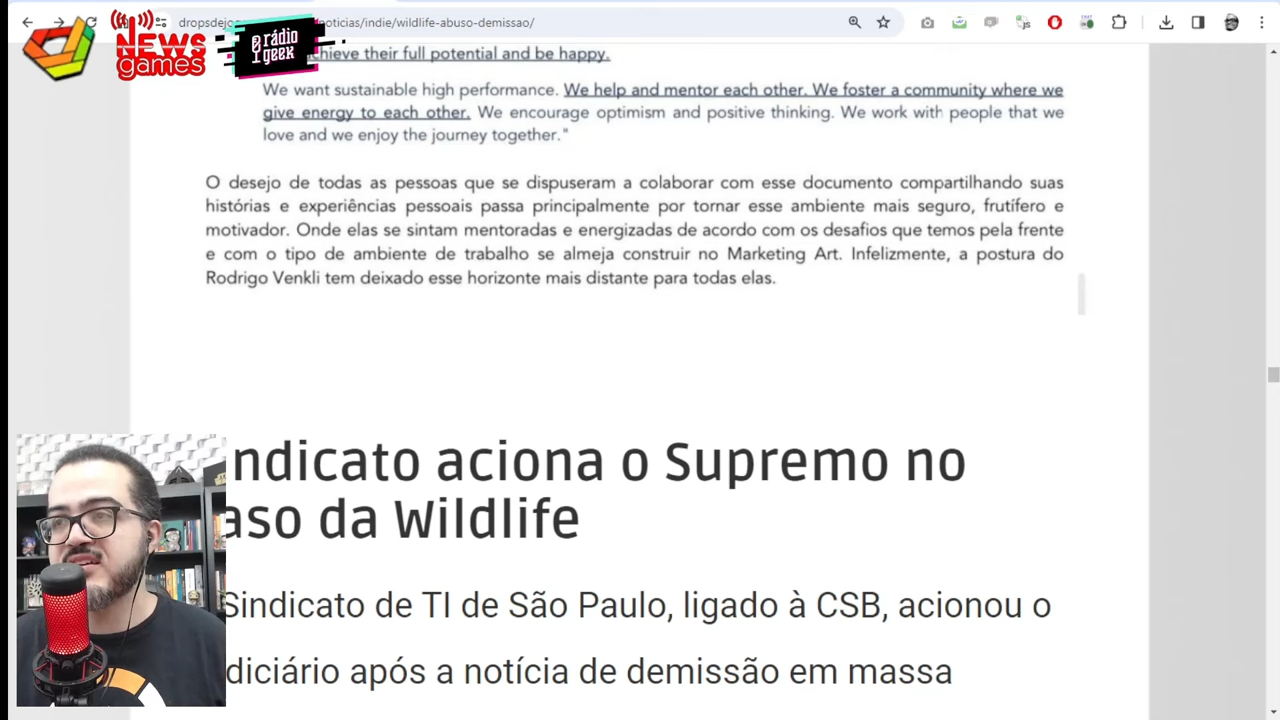 dropsdejo
noticias/indie/wildlife-abuso-demissao/
NEWS
games
rádio
geek
chieve their full potential and be happy.
We want sustainable high performance. We help and mentor each other. We foster a community where we
give energy to each other. We encourage optimism and positive thinking. We work with people that we
love and we enjoy the journey together."
O desejo de todas as pessoas que se dispuseram a colaborar com esse documento compartilhando suas
histórias e experiências pessoais passa principalmente por tornar esse ambiente mais seguro, frutífero e
motivador. Onde elas se sintam mentoradas e energizadas de acordo com os desafios que temos pela frente
e com o tipo de ambiente de trabalho se almeja construir no Marketing Art. Infelizmente, a postura do
Rodrigo Venkli tem deixado esse horizonte mais distante para todas elas.
ndicato aciona o Supremo no
aso da Wildlife
Sindicato de TI de São Paulo, ligado à CSB, acionou o
diciário após a notícia de demissão em massa